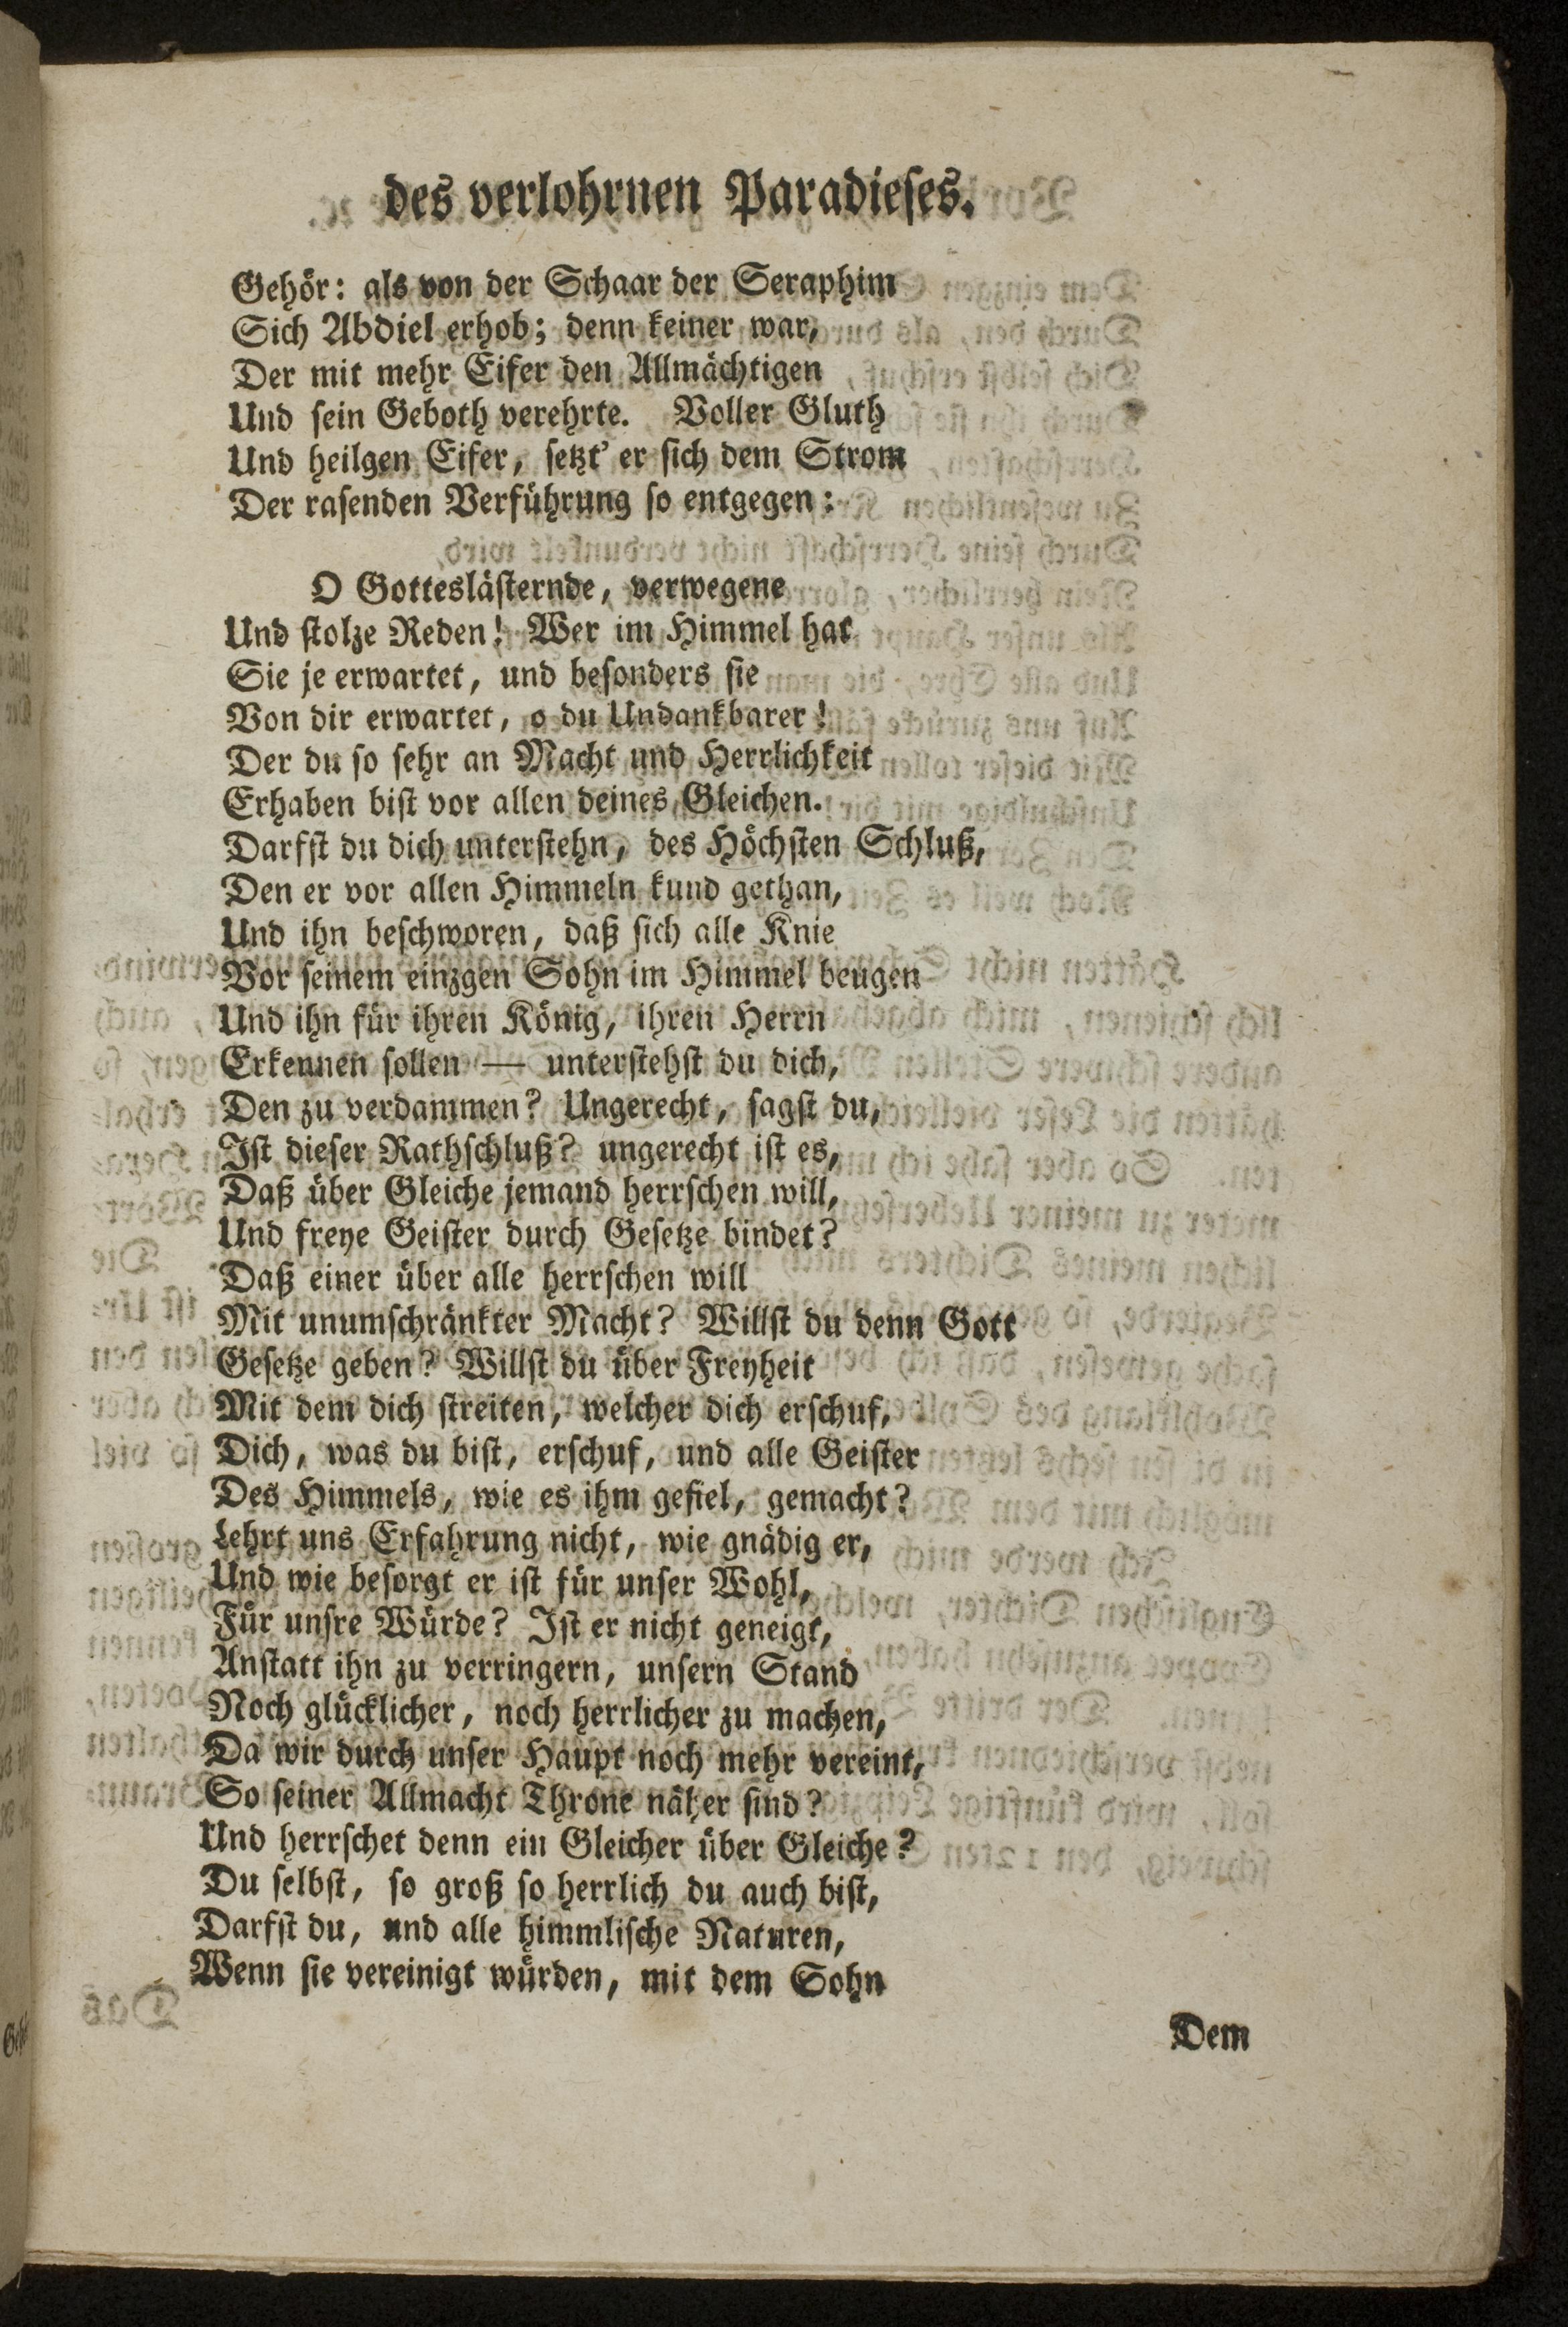 des verlohrnen Paradieses.
Gehör: als von der Schaar der Seraphim
Sich Abdiel erhob; denn keiner war,
Der mit mehr Eifer den Allmächtigen
Und sein Geboth verehrte. Voller Gluth
Und heilgen Eifer, setzt' er sich dem Strom
Der rasenden Verführung so entgegen:
O Gotteslästernde, verwegene
Und stolze Reden! Wer im Himmel hat
Sie je erwartet, und besonders sie
Von dir erwartet, o du Undankbarer!
Der du so sehr an Macht und Herrlichkeit
Erhaben bist vor allen deines Gleichen.
Darfst du dich unterstehn, des Höchsten Schluß,
Den er vor allen Himmeln kund gethan,
Und ihn beschworen, daß sich alle Knie
Vor seinem einzgen Sohn im Himmel beugen
Und ihn für ihren König, ihren Herrn
Erkennen sollen — unterstehst du dich,
Den zu verdammen? Ungerecht, sagst du,
Ist dieser Rathschluß? ungerecht ist es,
Daß über Gleiche jemand herrschen will,
Und freye Geister durch Gesetze bindet?
Daß einer über alle herrschen will
Mit unumschränkter Macht? Willst du denn Gott
Gesetze geben? Willst du über Freyheit
Mit dem dich streiten, welcher dich erschuf,
Dich, was du bist, erschuf, und alle Geister
Des Himmels, wie es ihm gefiel, gemacht?
Lehrt uns Erfahrung nicht, wie gnädig er,
Und wie besorgt er ist für unser Wohl,
Für unsre Würde? Ist er nicht geneigt,
Anstatt ihn zu verringern, unsern Stand
Noch glücklicher, noch herrlicher zu machen,
Da wir durch unser Haupt noch mehr vereint,
So seiner Allmacht Throne näher sind?
Und herrschet denn ein Gleicher über Gleiche?
Du selbst, so groß so herrlich du auch bist,
Darfst du, und alle himmlische Naturen,
Wenn sie vereinigt würden, mit dem Sohn
Dem